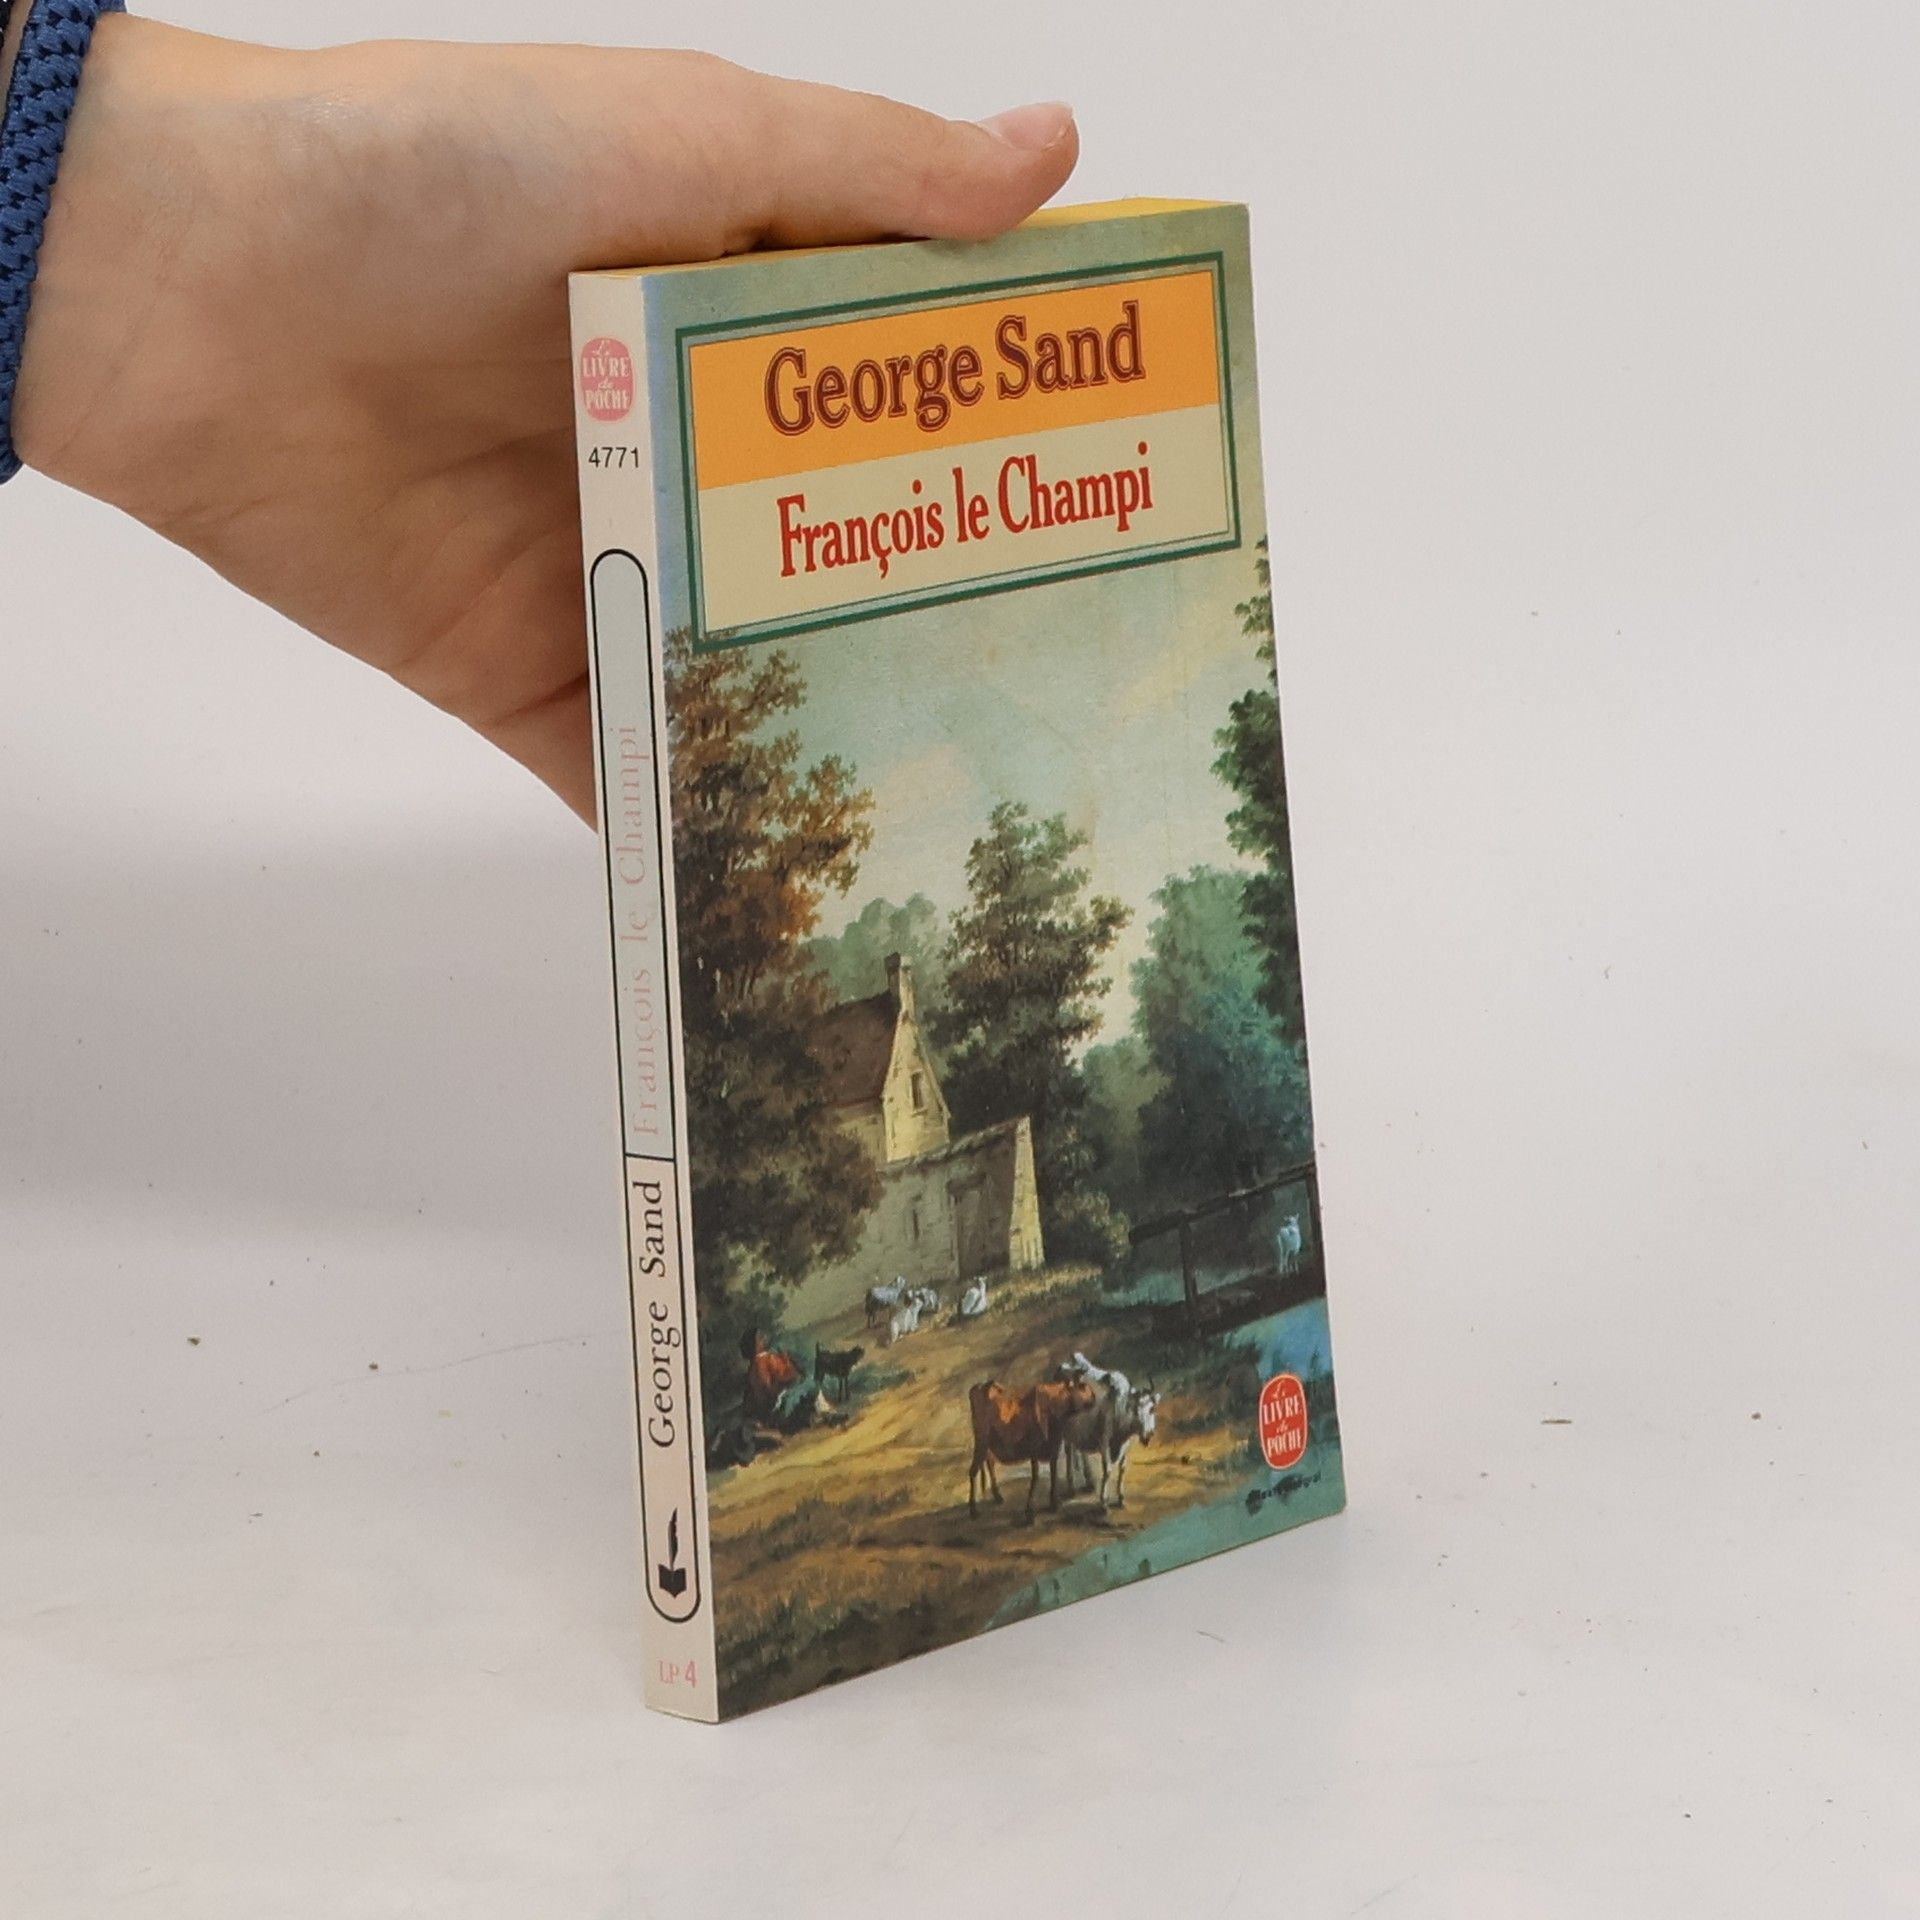 Le
LIVRE
de
POCHE
4771
George Sand
François le Champi
George Sand
François le Champi
LP 4
Le
LIVRE
de
POCHE